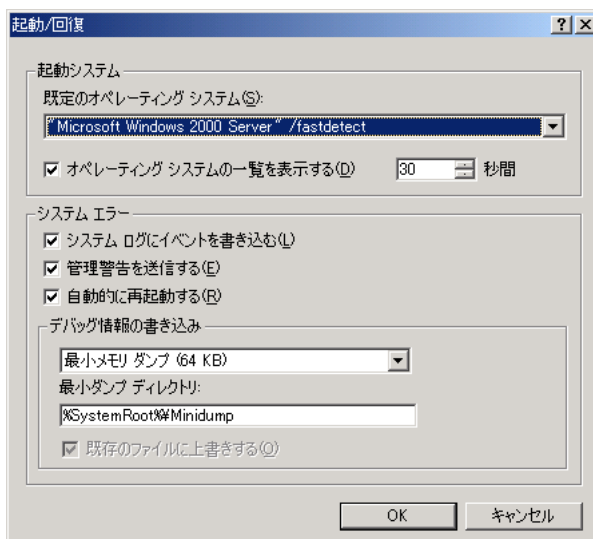 起動/回復
起動システム
既定のオペレーティング システム(S):
"Microsoft Windows 2000 Server" /fastdetect
オペレーティング システムの一覧を表示する(D) 30 秒間
システム エラー
システム ログにイベントを書き込む(L)
管理警告を送信する(E)
自動的に再起動する(R)
デバッグ情報の書き込み
最小メモリ ダンプ (64 KB)
最小ダンプ ディレクトリ:
%SystemRoot%¥Minidump
既存のファイルに上書きする(O)
OK キャンセル